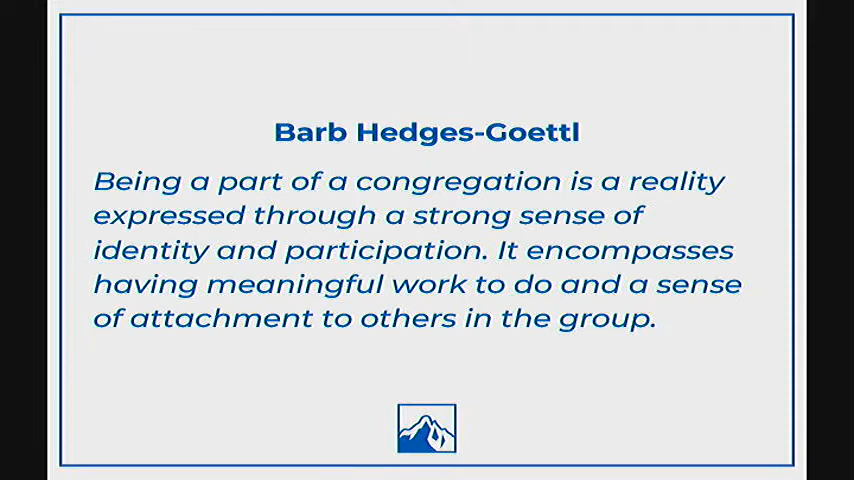 Barb Hedges-Goettl
Being a part of a congregation is a reality
expressed through a strong sense of
identity and participation. It encompasses
having meaningful work to do and a sense
of attachment to others in the group.